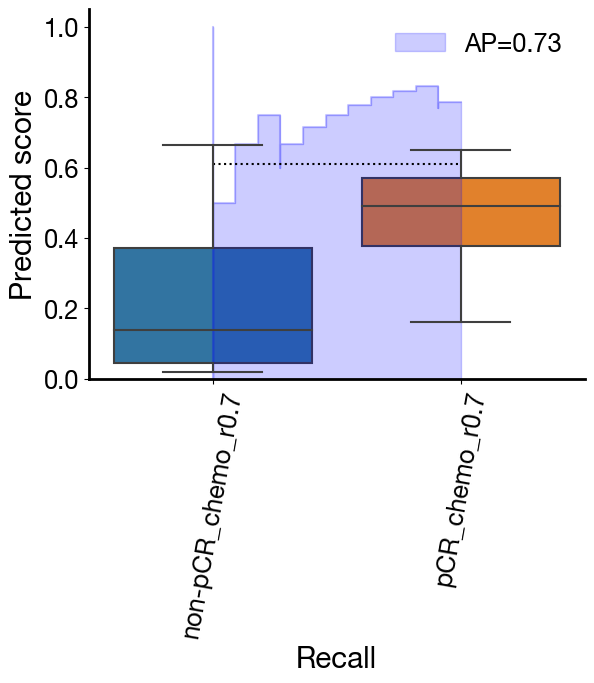 1.0
0.8
0.6
0.4
0.2
0.0
Predicted score
AP=0.73
non-pCR_chemo_r0.7
pCR_chemo_r0.7
Recall